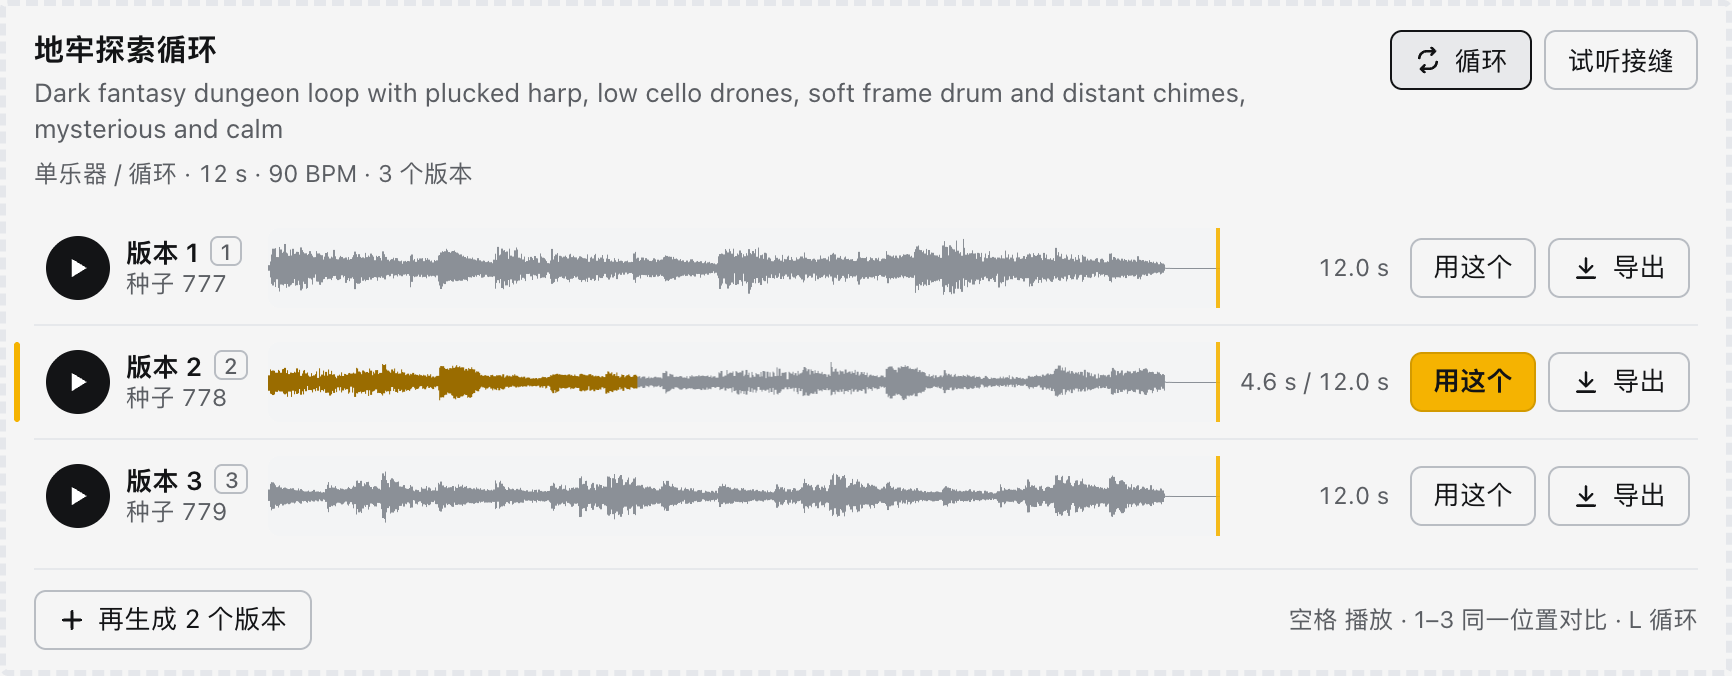 地牢探索循环
循环
试听接缝
Dark fantasy dungeon loop with plucked harp, low cello drones, soft frame drum and distant chimes,
mysterious and calm
单乐器 / 循环 · 12 s · 90 BPM · 3 个版本
版本 1 1
种子 777
12.0 s
用这个
导出
版本 2 2
种子 778
4.6 s / 12.0 s
用这个
导出
版本 3 3
种子 779
12.0 s
用这个
导出
再生成 2 个版本
空格 播放 · 1–3 同一位置对比 · L 循环